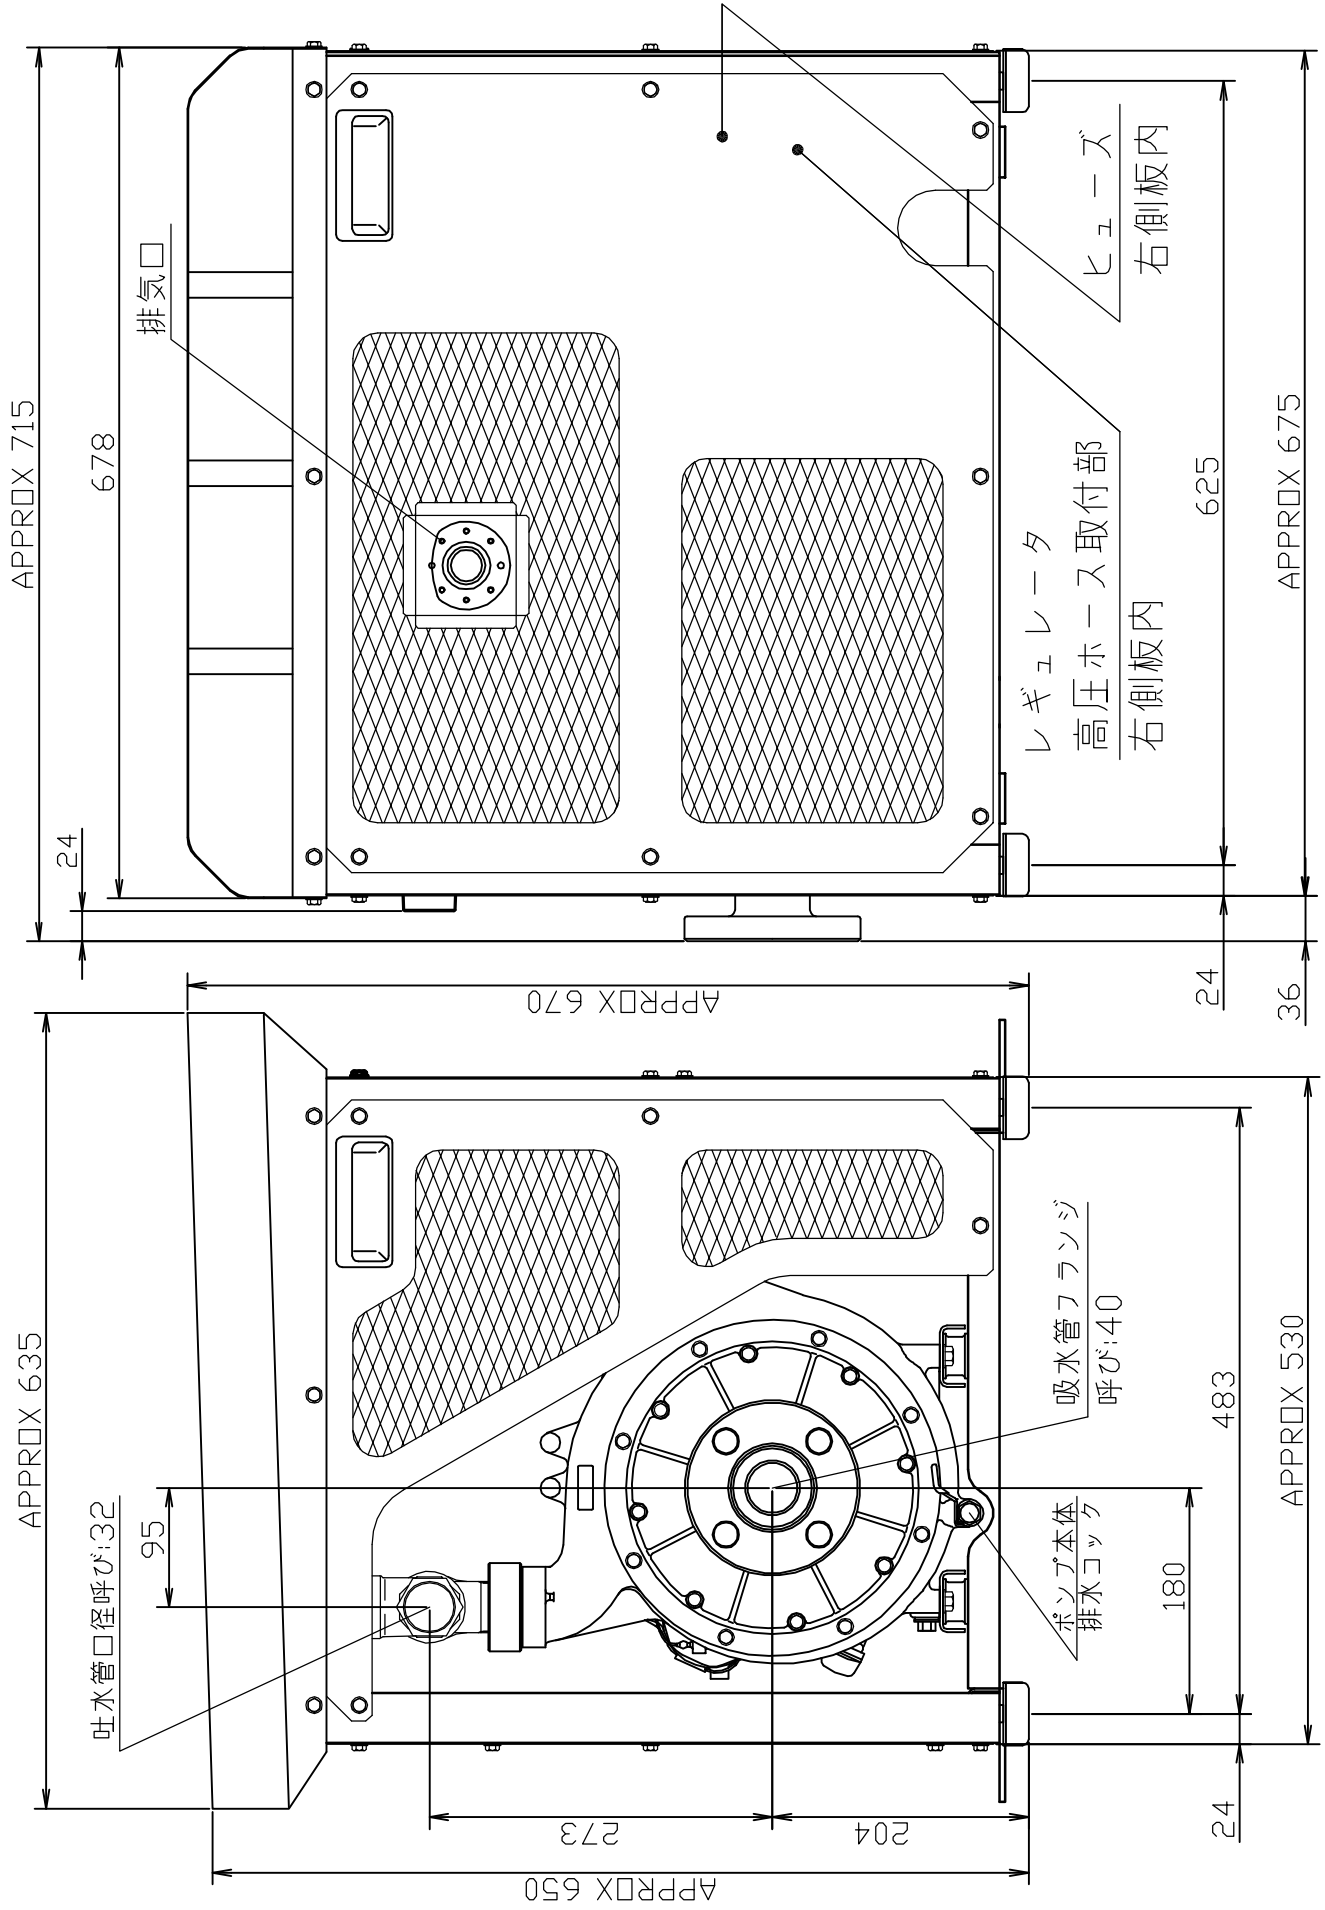 APPROX 635
吐水管口径呼び:32
95
APPROX 650
273
204
吸水管フランジ
呼び:40
ポンプ本体
排水コック
180
483
24
APPROX 530
APPROX 670
APPROX 715
678
24
排気口
レギュレータ
高圧ホース取付部
右側板内
ヒューズ
右側板内
625
24
APPROX 675
36